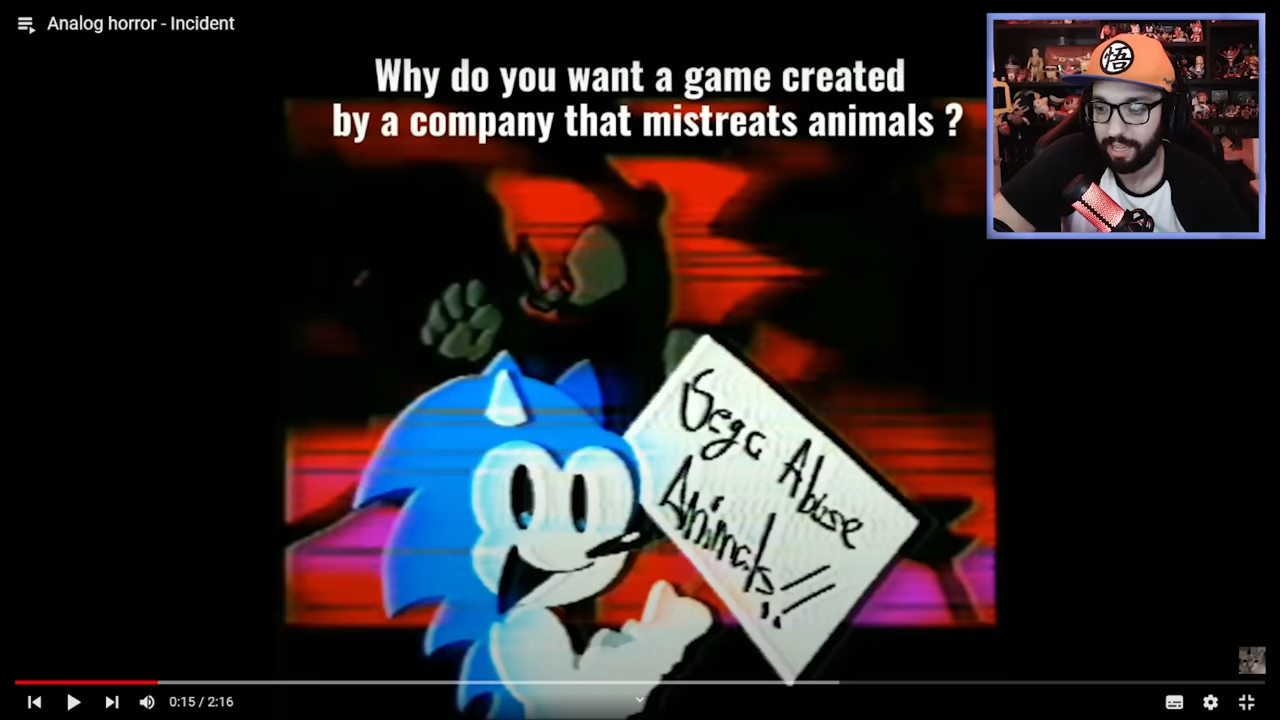 Analog horror - Incident
悟
Why do you want a game created
by a company that mistreats animals ?
Sega Abuse
Animals!!
0:15 / 2:16